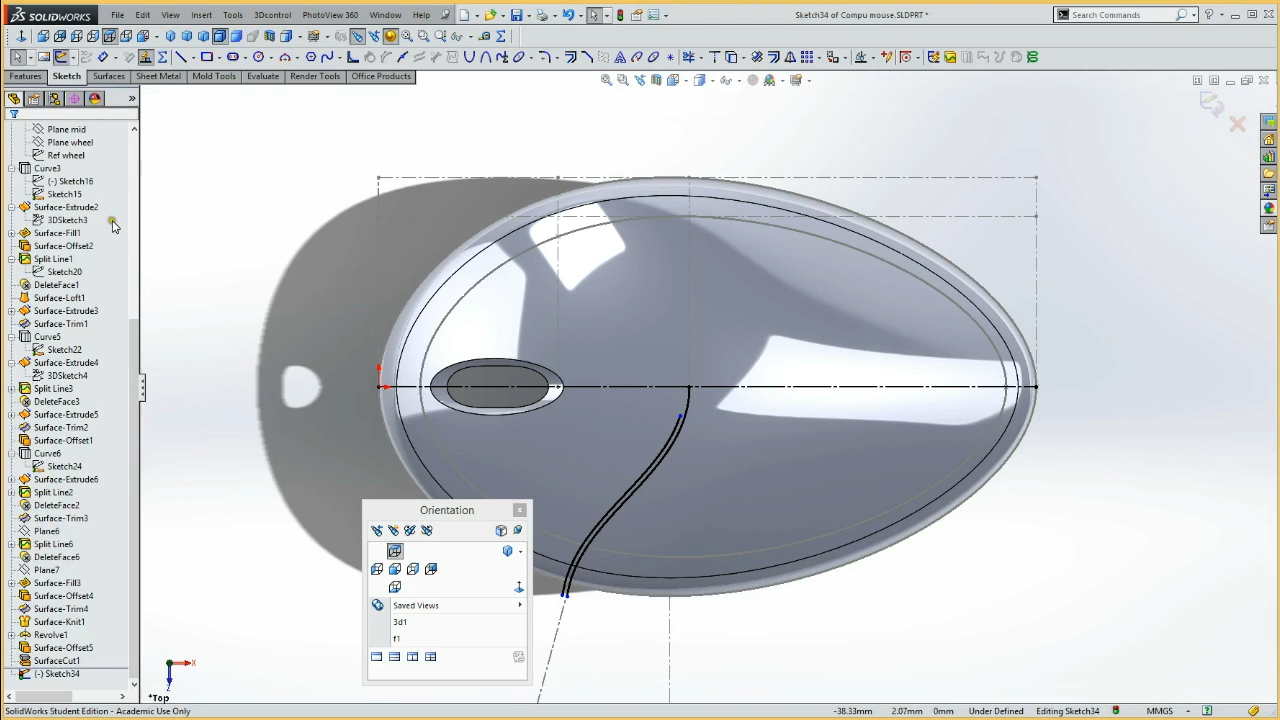 SOLIDWORKS File Edit View Insert Tools 3Dcontrol PhotoView 360 Window Help Sketch34 of Compu mouse.SLDPRT * Search Commands
Features Sketch Surfaces Sheet Metal Mold Tools Evaluate Render Tools Office Products
Plane mid
Plane wheel
Ref wheel
Curve3
(-) Sketch16
Sketch15
Surface-Extrude2
3DSketch3
Surface-Fill1
Surface-Offset2
Split Line1
Sketch20
DeleteFace1
Surface-Loft1
Surface-Extrude3
Surface-Trim1
Curve5
Sketch22
Surface-Extrude4
3DSketch4
Split Line3
DeleteFace3
Surface-Extrude5
Surface-Trim2
Surface-Offset1
Curve6
Sketch24
Surface-Extrude6
Split Line2
DeleteFace2
Surface-Trim3
Plane6
Split Line6
DeleteFace6
Plane7
Surface-Fill3
Surface-Offset4
Surface-Trim4
Surface-Knit1
Revolve1
Surface-Offset5
SurfaceCut1
(-) Sketch34
Orientation
Saved Views
3d1
f1
X
Z
*Top
SolidWorks Student Edition - Academic Use Only -38.33mm 2.07mm 0mm Under Defined Editing Sketch34 MMGS